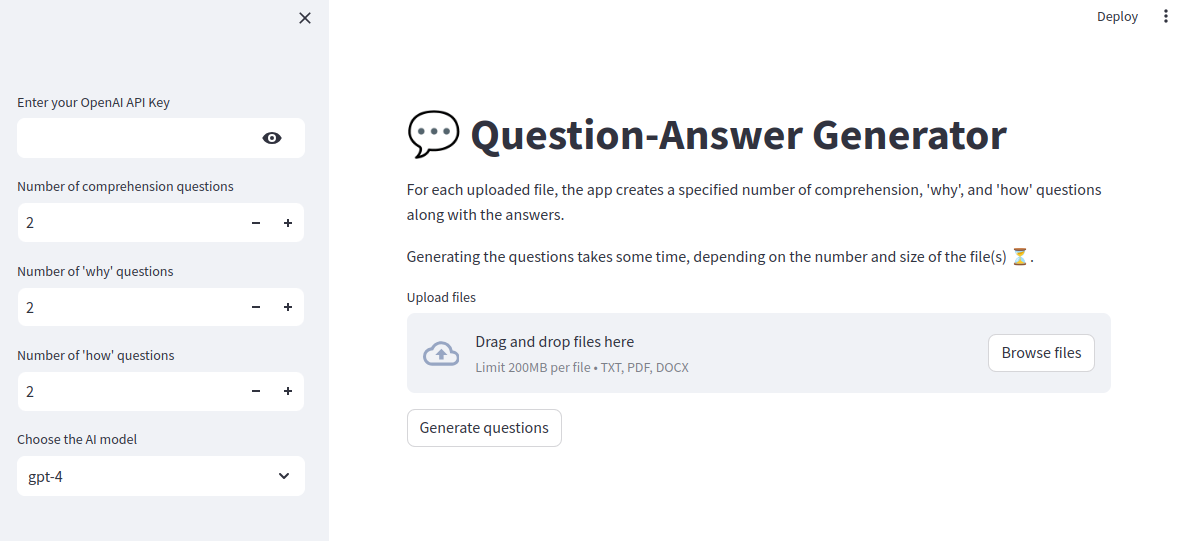 Deploy
Enter your OpenAI API Key
Number of comprehension questions
2
Number of 'why' questions
2
Number of 'how' questions
2
Choose the AI model
gpt-4
💬 Question-Answer Generator
For each uploaded file, the app creates a specified number of comprehension, 'why', and 'how' questions
along with the answers.
Generating the questions takes some time, depending on the number and size of the file(s) ⏳.
Upload files
Drag and drop files here
Limit 200MB per file • TXT, PDF, DOCX
Browse files
Generate questions